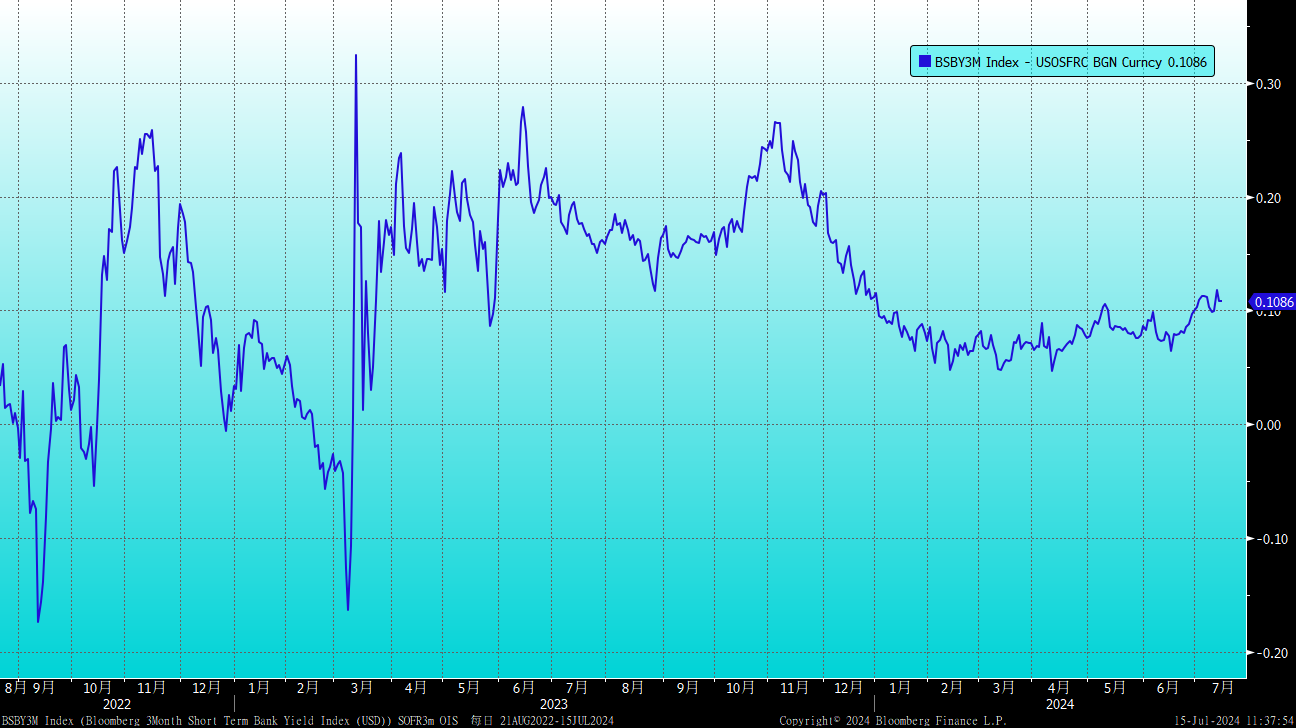 BSBY3M Index - USOSFRC BGN Curncy 0.1086
0.30
0.20
0.1086
0.10
0.00
-0.10
-0.20
8月 9月 10月 11月 12月 1月 2月 3月 4月 5月 6月 7月 8月 9月 10月 11月 12月 1月 2月 3月 4月 5月 6月 7月
2022 2023 2024
BSBY3M Index (Bloomberg 3Month Short Term Bank Yield Index (USD)) SOFR3m OIS 每日 21AUG2022-15JUL2024 Copyright© 2024 Bloomberg Finance L.P. 15-Jul-2024 11:37:54